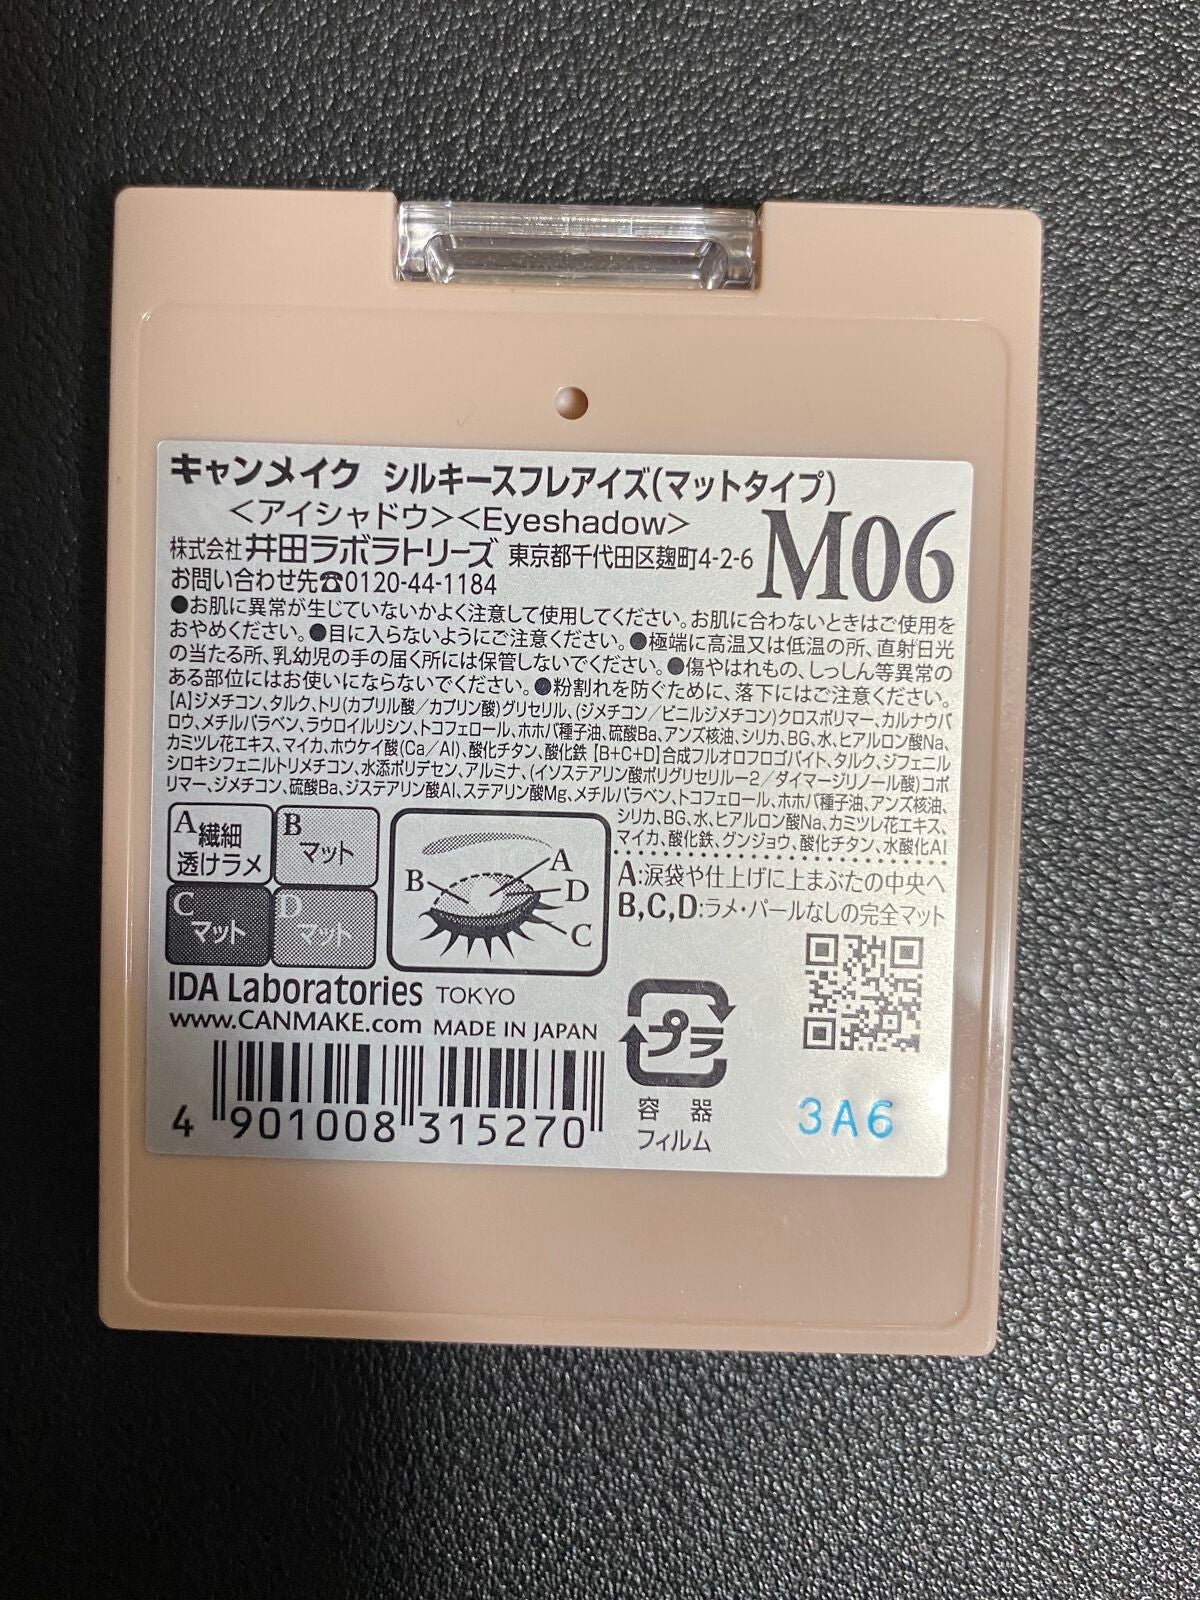 キャンメイク シルキースフレアイズ(マットタイプ)
＜アイシャドウ＞＜Eyeshadow＞
M06
株式会社 井田ラボラトリーズ 東京都千代田区麹町4-2-6
お問い合わせ先☎0120-44-1184
●お肌に異常が生じていないかよく注意して使用してください。お肌に合わないときはご使用を
おやめください。●目に入らないようにご注意ください。●極端に高温又は低温の所、直射日光
の当たる所、乳幼児の手の届く所には保管しないでください。●傷やはれもの、しっしん等異常の
ある部位にはお使いにならないでください。●粉割れを防ぐために、落下にはご注意ください。
【A】ジメチコン、タルク、トリ(カプリル酸／カプリン酸)グリセリル、(ジメチコン／ビニルジメチコン)クロスポリマー、カルナウバ
ロウ、メチルパラベン、ラウロイルリシン、トコフェロール、ホホバ種子油、硫酸Ba、アンズ核油、シリカ、BG、水、ヒアルロン酸Na、
カミツレ花エキス、マイカ、ホウケイ酸(Ca／Al)、酸化チタン、酸化鉄【B+C+D】合成フルオロフロゴパイト、タルク、ジフェニル
シロキシフェニルトリメチコン、水添ポリデセン、アルミナ、(イソステアリン酸ポリグリセリル－2／ダイマージリノール酸)コポ
リマー、ジメチコン、硫酸Ba、ジステアリン酸Al、ステアリン酸Mg、メチルパラベン、トコフェロール、ホホバ種子油、アンズ核油、
シリカ、BG、水、ヒアルロン酸Na、カミツレ花エキス、
マイカ、酸化鉄、グンジョウ、酸化チタン、水酸化Al
A 繊細
透けラメ
B
マット
C
マット
D
マット
A
B
D
C
A:涙袋や仕上げに上まぶたの中央へ
B,C,D:ラメ・パールなしの完全マット
IDA Laboratories TOKYO
www.CANMAKE.com MADE IN JAPAN
プラ
容器
フィルム
4 901008 315270
3A6